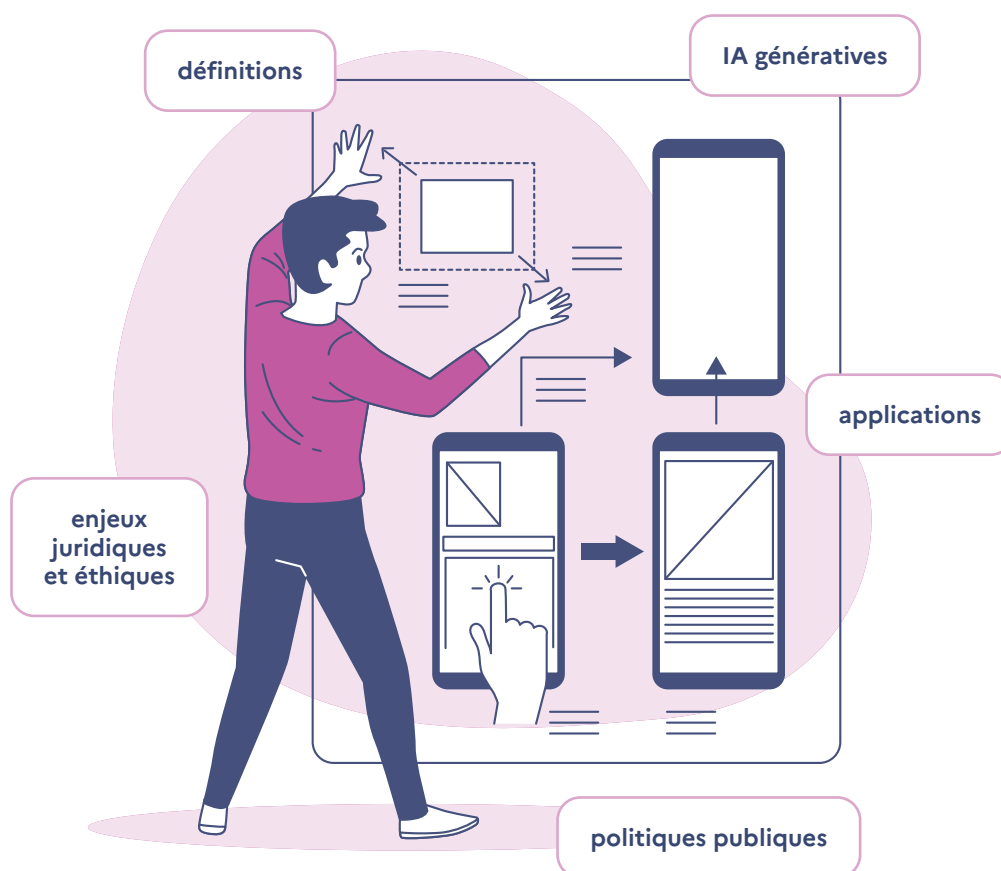 définitions
IA génératives
applications
enjeux
juridiques
et éthiques
politiques publiques